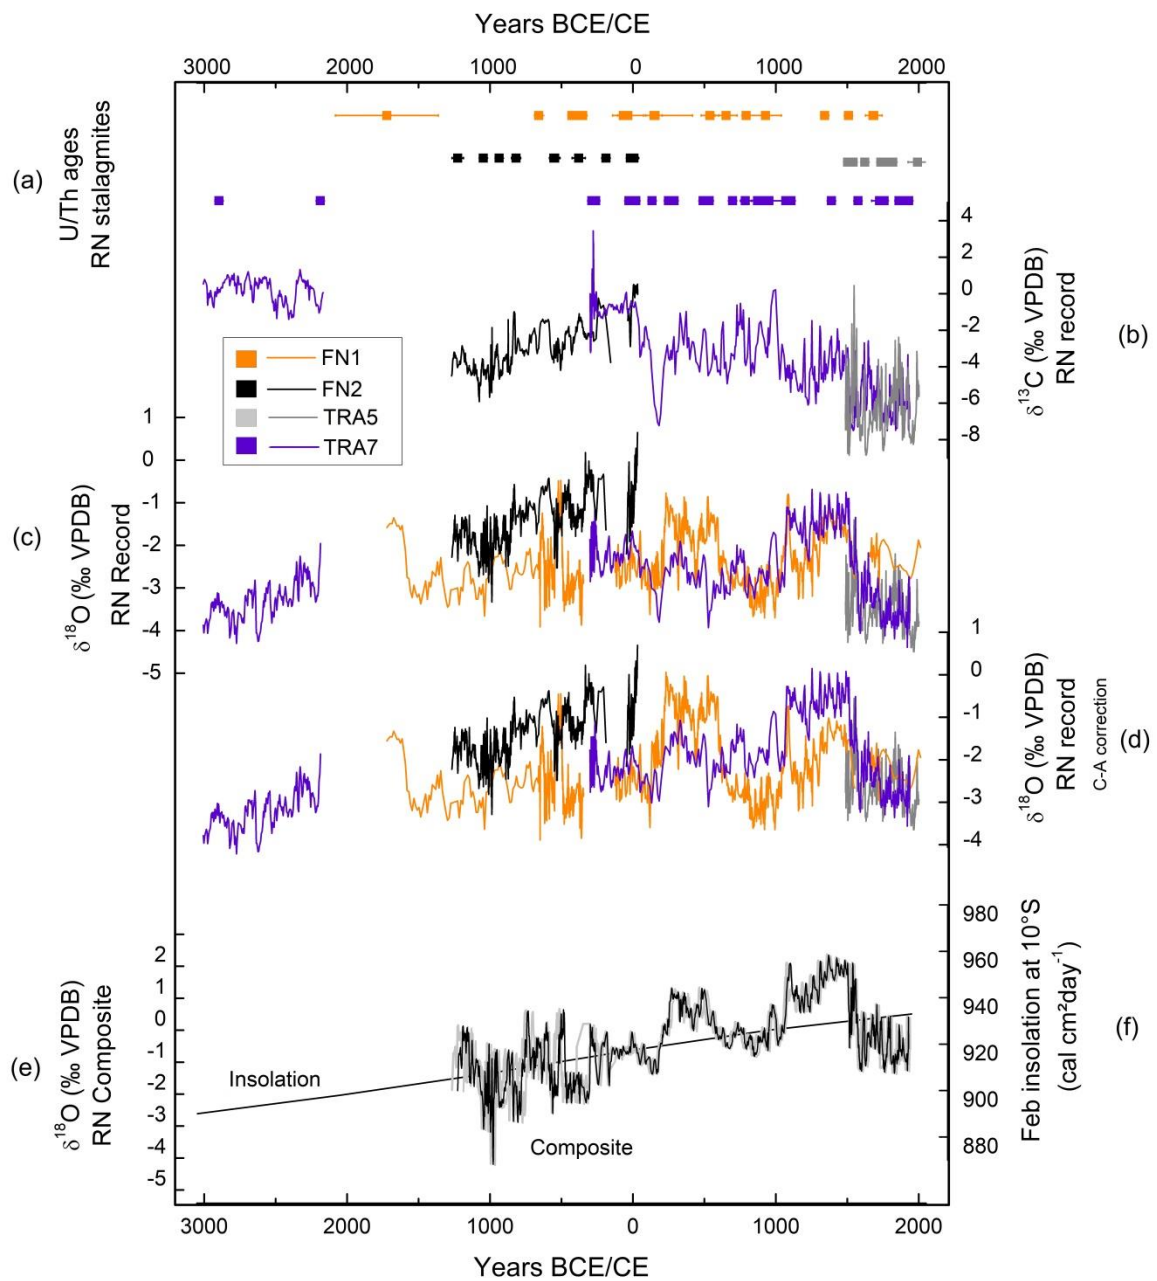 Years BCE/CE
3000 2000 1000 0 1000 2000
(a)
U/Th ages
RN stalagmites
4
2
0
-2
-4
-6
-8
δ¹³C (‰ VPDB)
RN record
(b)
FN1
FN2
TRA5
TRA7
1
0
-1
-2
-3
-4
-5
(c)
δ¹⁸O (‰ VPDB)
RN Record
1
0
-1
-2
-3
-4
δ¹⁸O (‰ VPDB)
RN record
C-A correction
(d)
2
1
0
-1
-2
-3
-4
-5
(e)
δ¹⁸O (‰ VPDB)
RN Composite
Insolation
Composite
980
960
940
920
900
880
Feb insolation at 10°S
(cal cm²day⁻¹)
(f)
3000 2000 1000 0 1000 2000
Years BCE/CE